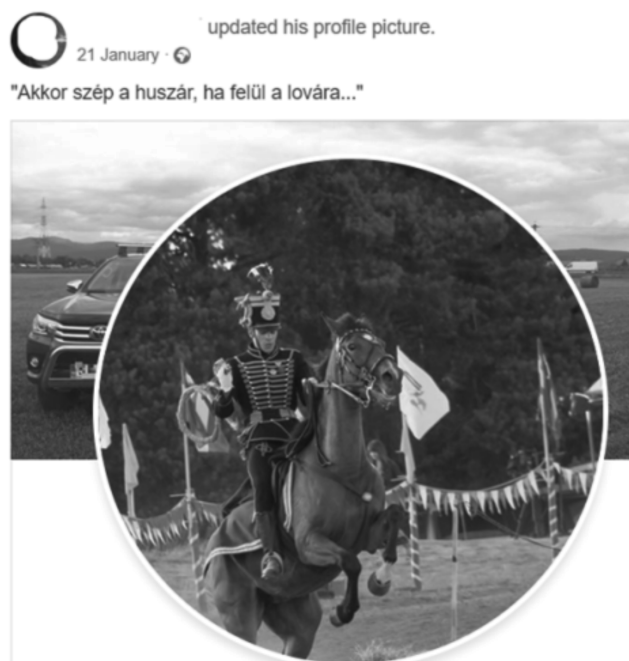 updated his profile picture.
21 January ·
"Akkor szép a huszár, ha felül a lovára..."